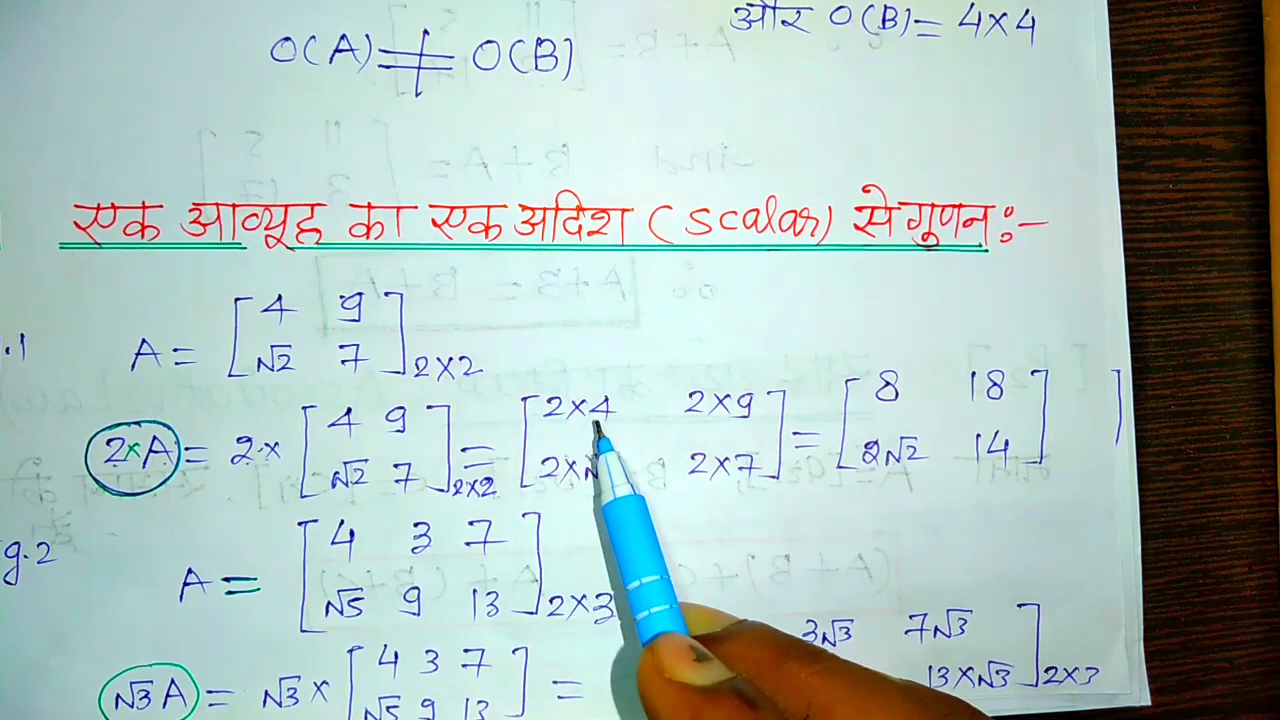 और O(B) = 4×4
O(A) ≠ O(B)
एक आव्यूह का एक अदिश (scalar) से गुणन :-
.1 A = [4 9
√2 7]2×2
2×A = 2·× [4 9
√2 7]2×2 = [2×4 2×9
2×√ 2×7] = [8 18
2√2 14] ]
g.2 A = [4 3 7
√5 9 13]2×3
3√3 7√3
13×√3]2×3
√3 A = √3 × [4 3 7
√5 9 13] =